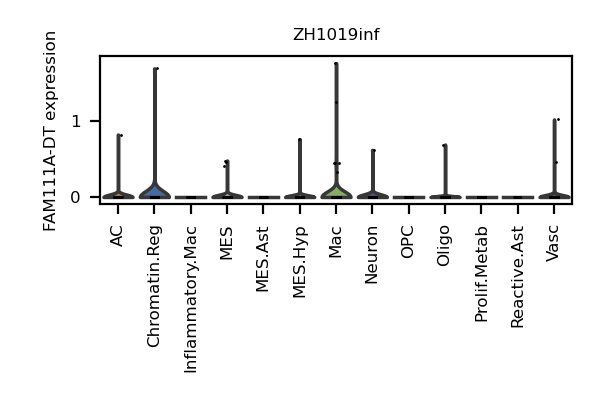 ZH1019inf
FAM111A-DT expression
1
0
AC
Chromatin.Reg
Inflammatory.Mac
MES
MES.Ast
MES.Hyp
Mac
Neuron
OPC
Oligo
Prolif.Metab
Reactive.Ast
Vasc